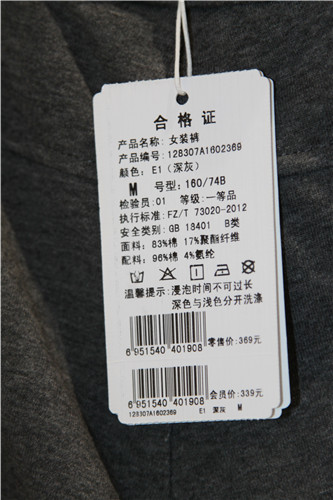 合格证
产品名称：女装裤
产品编号：128307A1602369
颜色：E1（深灰）
M 号型：160/74B
检验员：01 等级：一等品
执行标准：FZ/T 73020-2012
安全类别：GB 18401 B类
面料：83%棉 17%聚酯纤维
配料：96%棉 4%氨纶
温馨提示：浸泡时间不可过长
深色与浅色分开洗涤
6 951540 401908 零售价：369元
6 951540 401908 会员价：339元
128307A1602369 E1 深灰 M